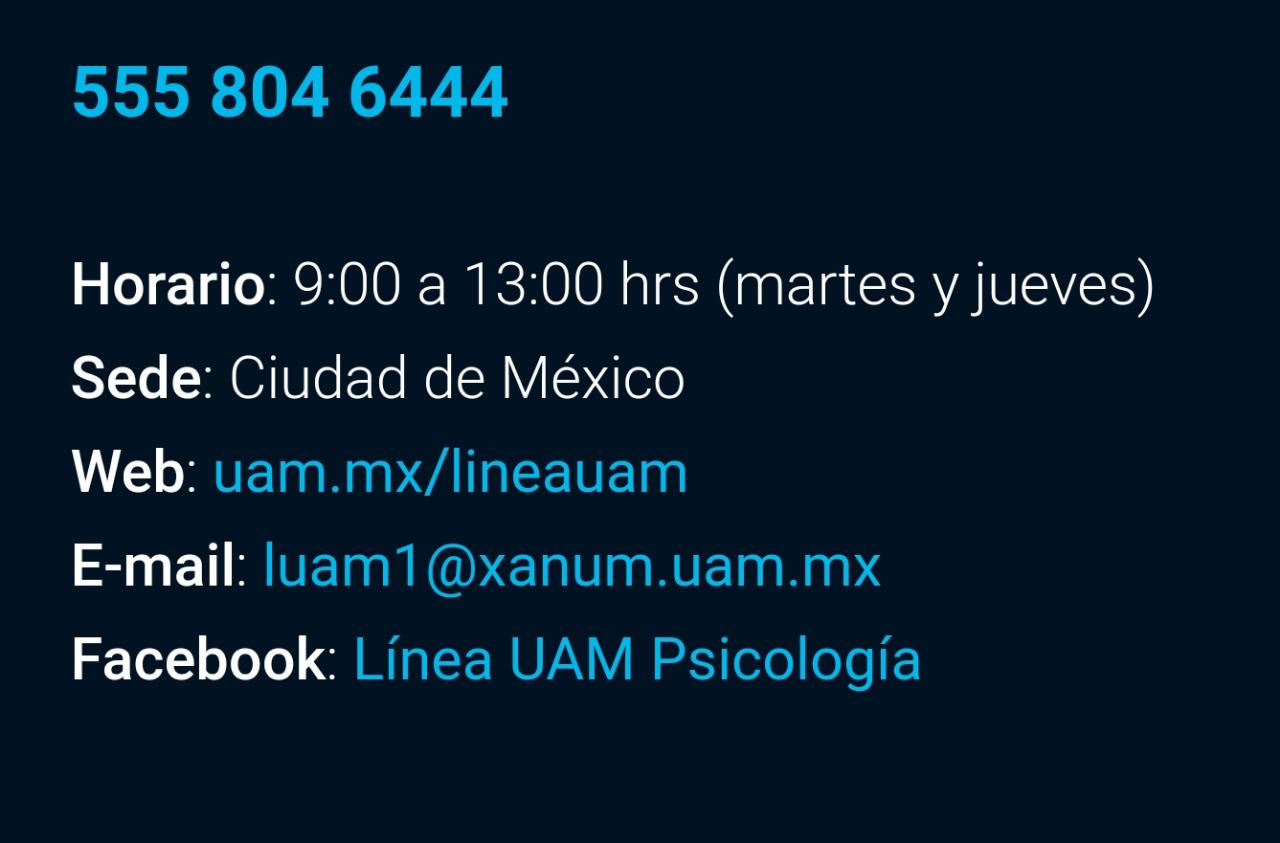 555 804 6444
Horario: 9:00 a 13:00 hrs (martes y jueves)
Sede: Ciudad de México
Web: uam.mx/lineauam
E-mail: luam1@xanum.uam.mx
Facebook: Línea UAM Psicología